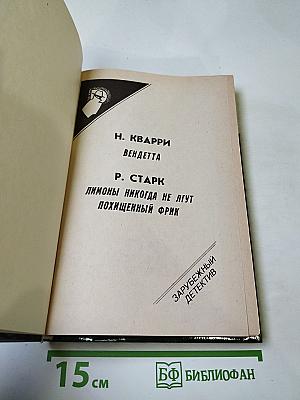 Н. КВАРРИ
ВЕНДЕТТА
Р. СТАРК
ЛИМОНЫ НИКОГДА НЕ ЛГУТ
ПОХИЩЕННЫЙ ФРИК
ЗАРУБЕЖНЫЙ
ДЕТЕКТИВ
15 см
БФ БИБЛИОФАН